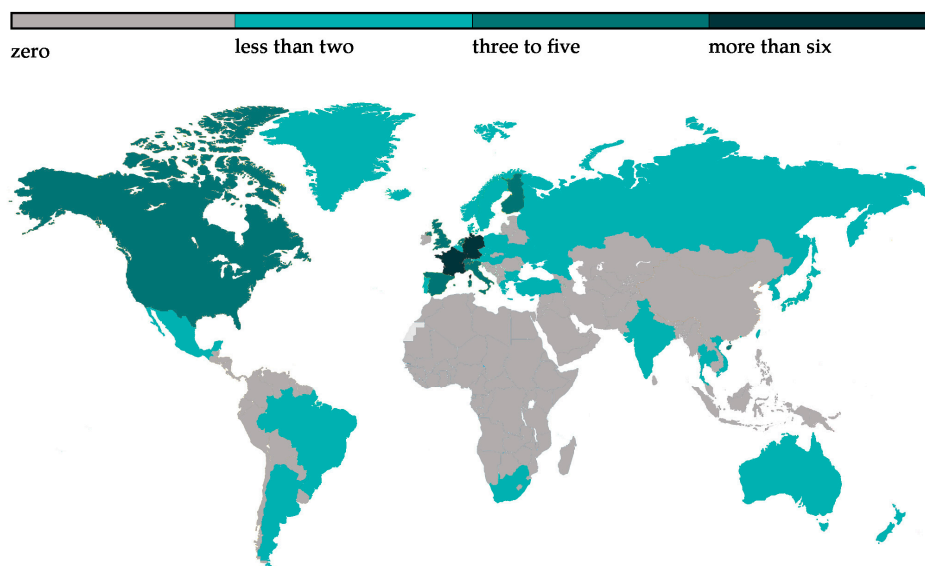 zero
less than two
three to five
more than six